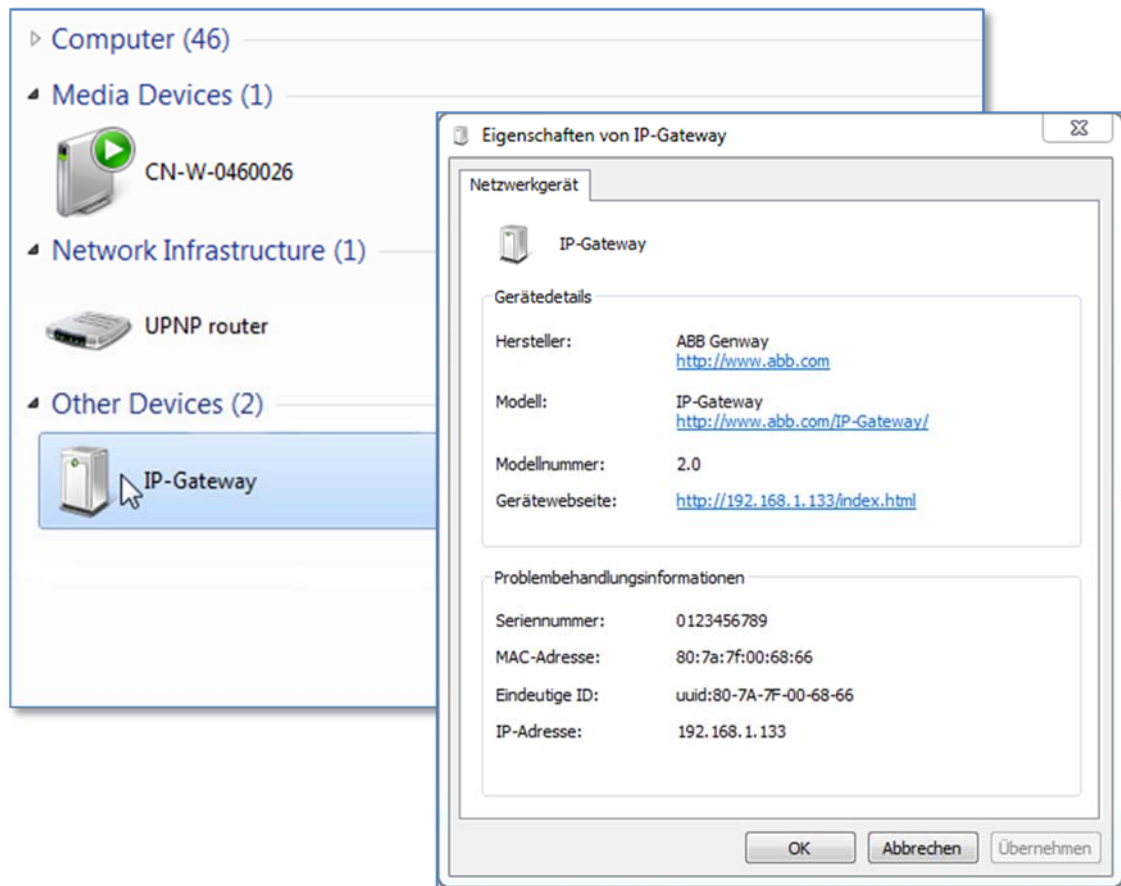 Computer (46)
Media Devices (1)
CN-W-0460026
Network Infrastructure (1)
UPNP router
Other Devices (2)
IP-Gateway
Eigenschaften von IP-Gateway
Netzwerkgerät
IP-Gateway
Gerätedetails
Hersteller: ABB Genway
http://www.abb.com
Modell: IP-Gateway
http://www.abb.com/IP-Gateway/
Modellnummer: 2.0
Gerätewebseite: http://192.168.1.133/index.html
Problembehandlungsinformationen
Seriennummer: 0123456789
MAC-Adresse: 80:7a:7f:00:68:66
Eindeutige ID: uuid:80-7A-7F-00-68-66
IP-Adresse: 192.168.1.133
OK Abbrechen Übernehmen